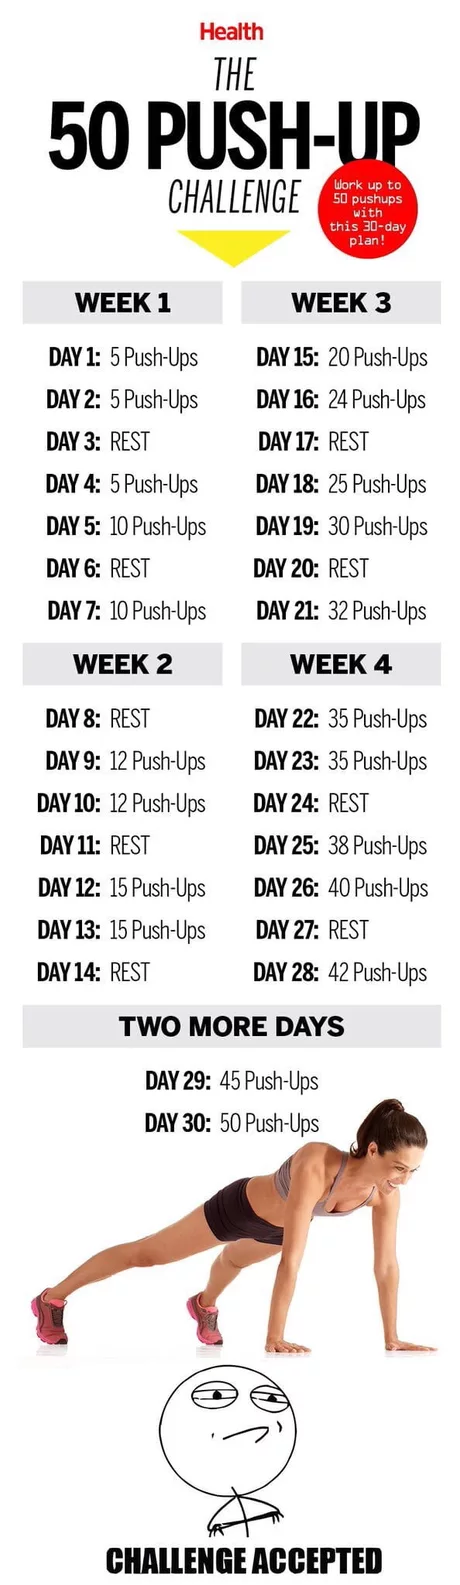 Health
THE
50 PUSH-UP
CHALLENGE
Work up to
50 pushups
with
this 30-day
plan!
WEEK 1
DAY 1: 5 Push-Ups
DAY 2: 5 Push-Ups
DAY 3: REST
DAY 4: 5 Push-Ups
DAY 5: 10 Push-Ups
DAY 6: REST
DAY 7: 10 Push-Ups
WEEK 2
DAY 8: REST
DAY 9: 12 Push-Ups
DAY 10: 12 Push-Ups
DAY 11: REST
DAY 12: 15 Push-Ups
DAY 13: 15 Push-Ups
DAY 14: REST
WEEK 3
DAY 15: 20 Push-Ups
DAY 16: 24 Push-Ups
DAY 17: REST
DAY 18: 25 Push-Ups
DAY 19: 30 Push-Ups
DAY 20: REST
DAY 21: 32 Push-Ups
WEEK 4
DAY 22: 35 Push-Ups
DAY 23: 35 Push-Ups
DAY 24: REST
DAY 25: 38 Push-Ups
DAY 26: 40 Push-Ups
DAY 27: REST
DAY 28: 42 Push-Ups
TWO MORE DAYS
DAY 29: 45 Push-Ups
DAY 30: 50 Push-Ups
CHALLENGE ACCEPTED